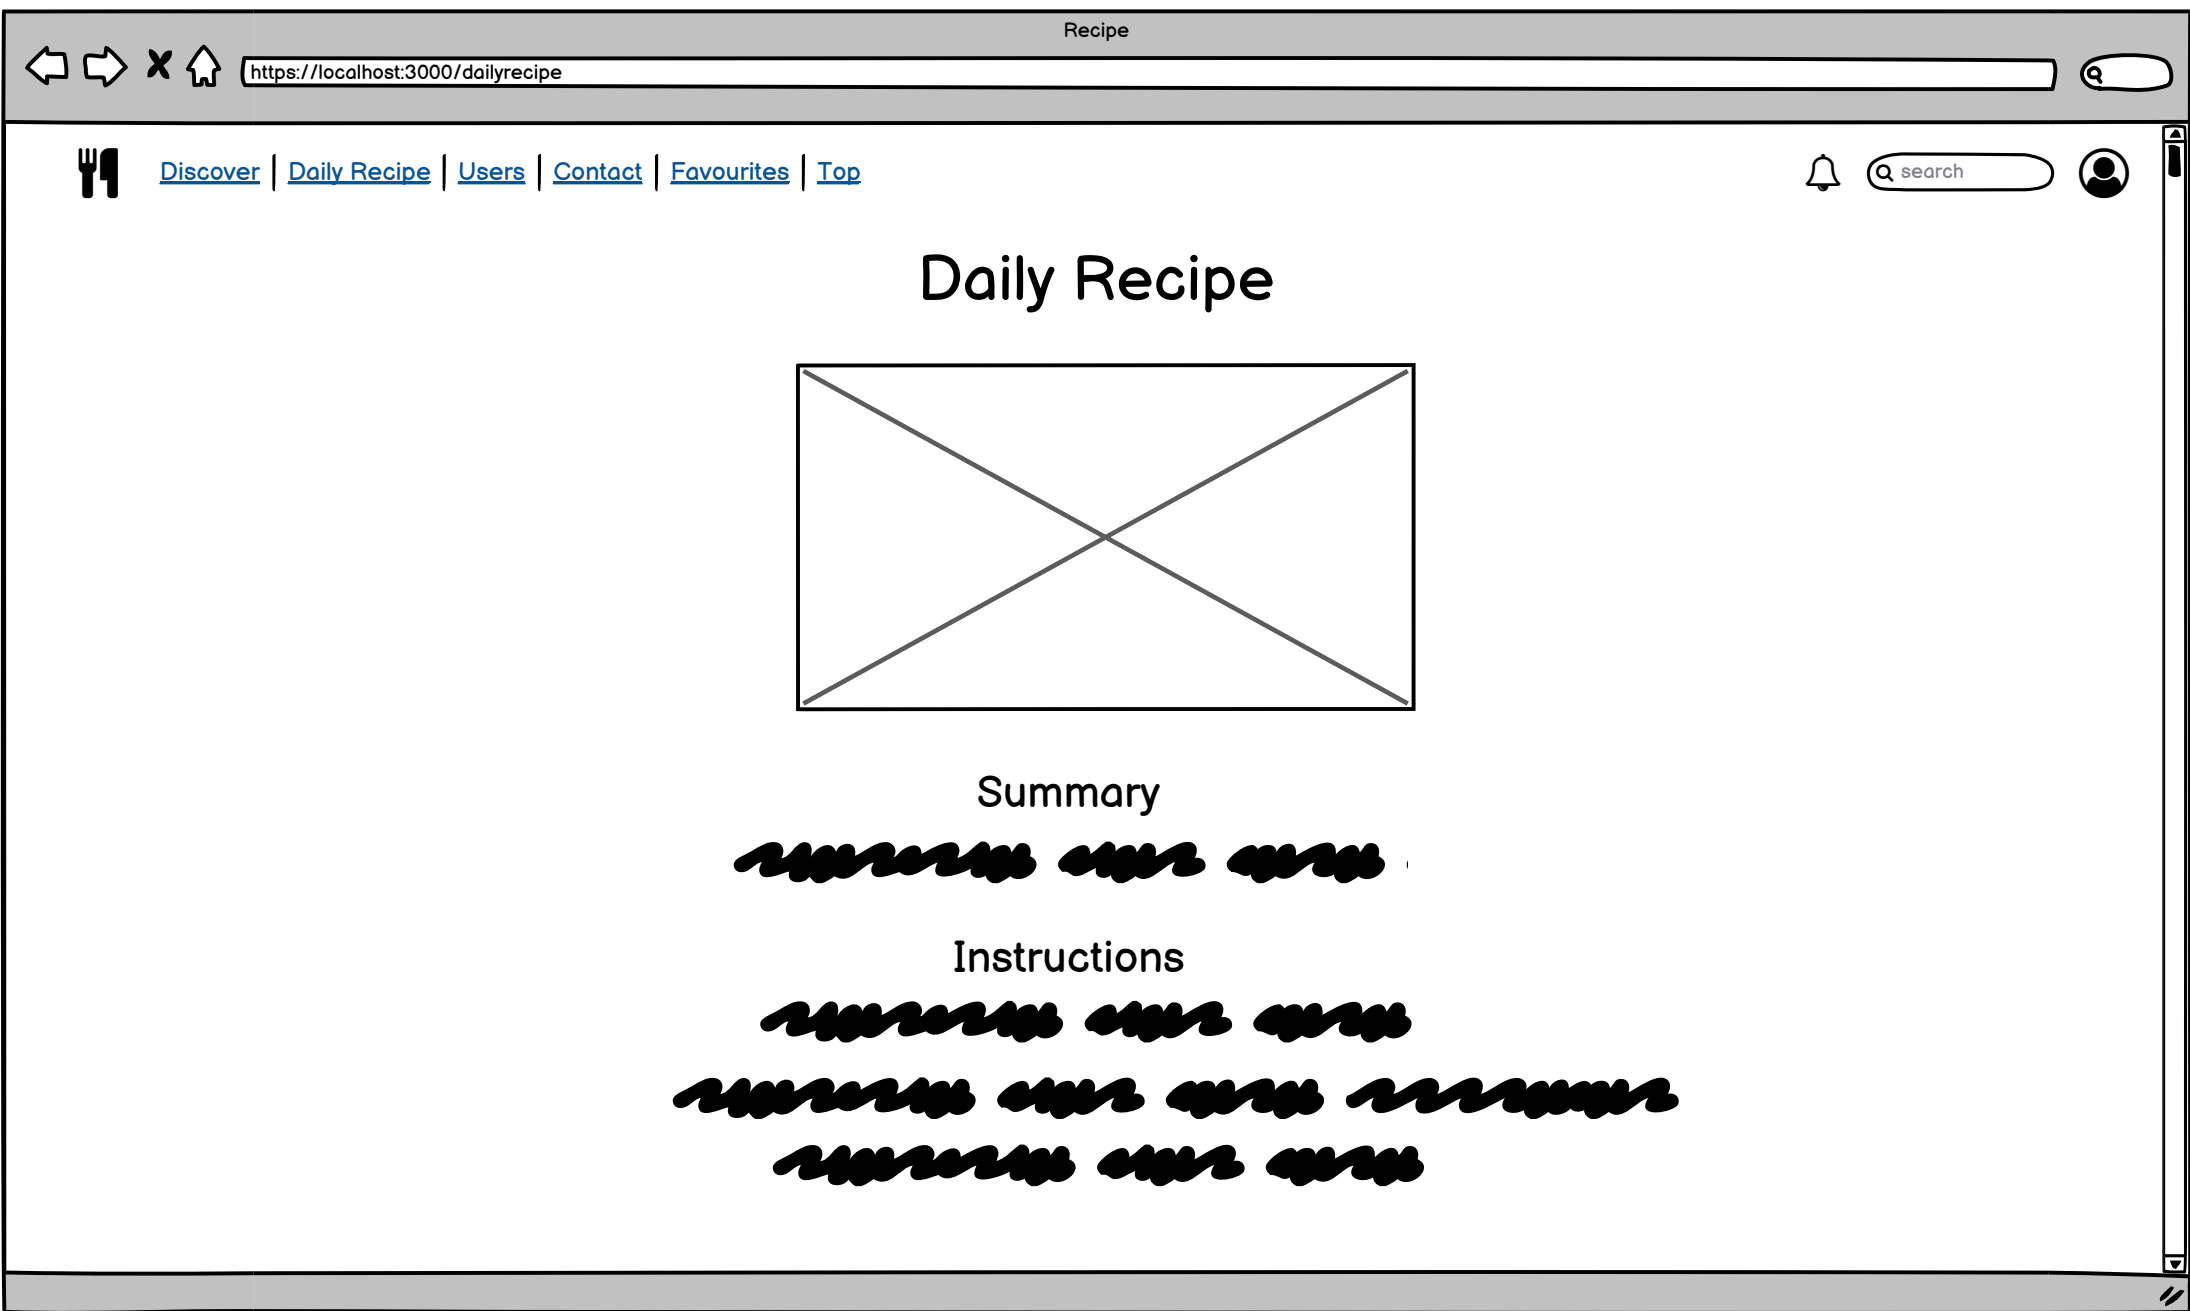 Recipe
https://localhost:3000/dailyrecipe
Discover | Daily Recipe | Users | Contact | Favourites | Top
search
Daily Recipe
Summary
Instructions